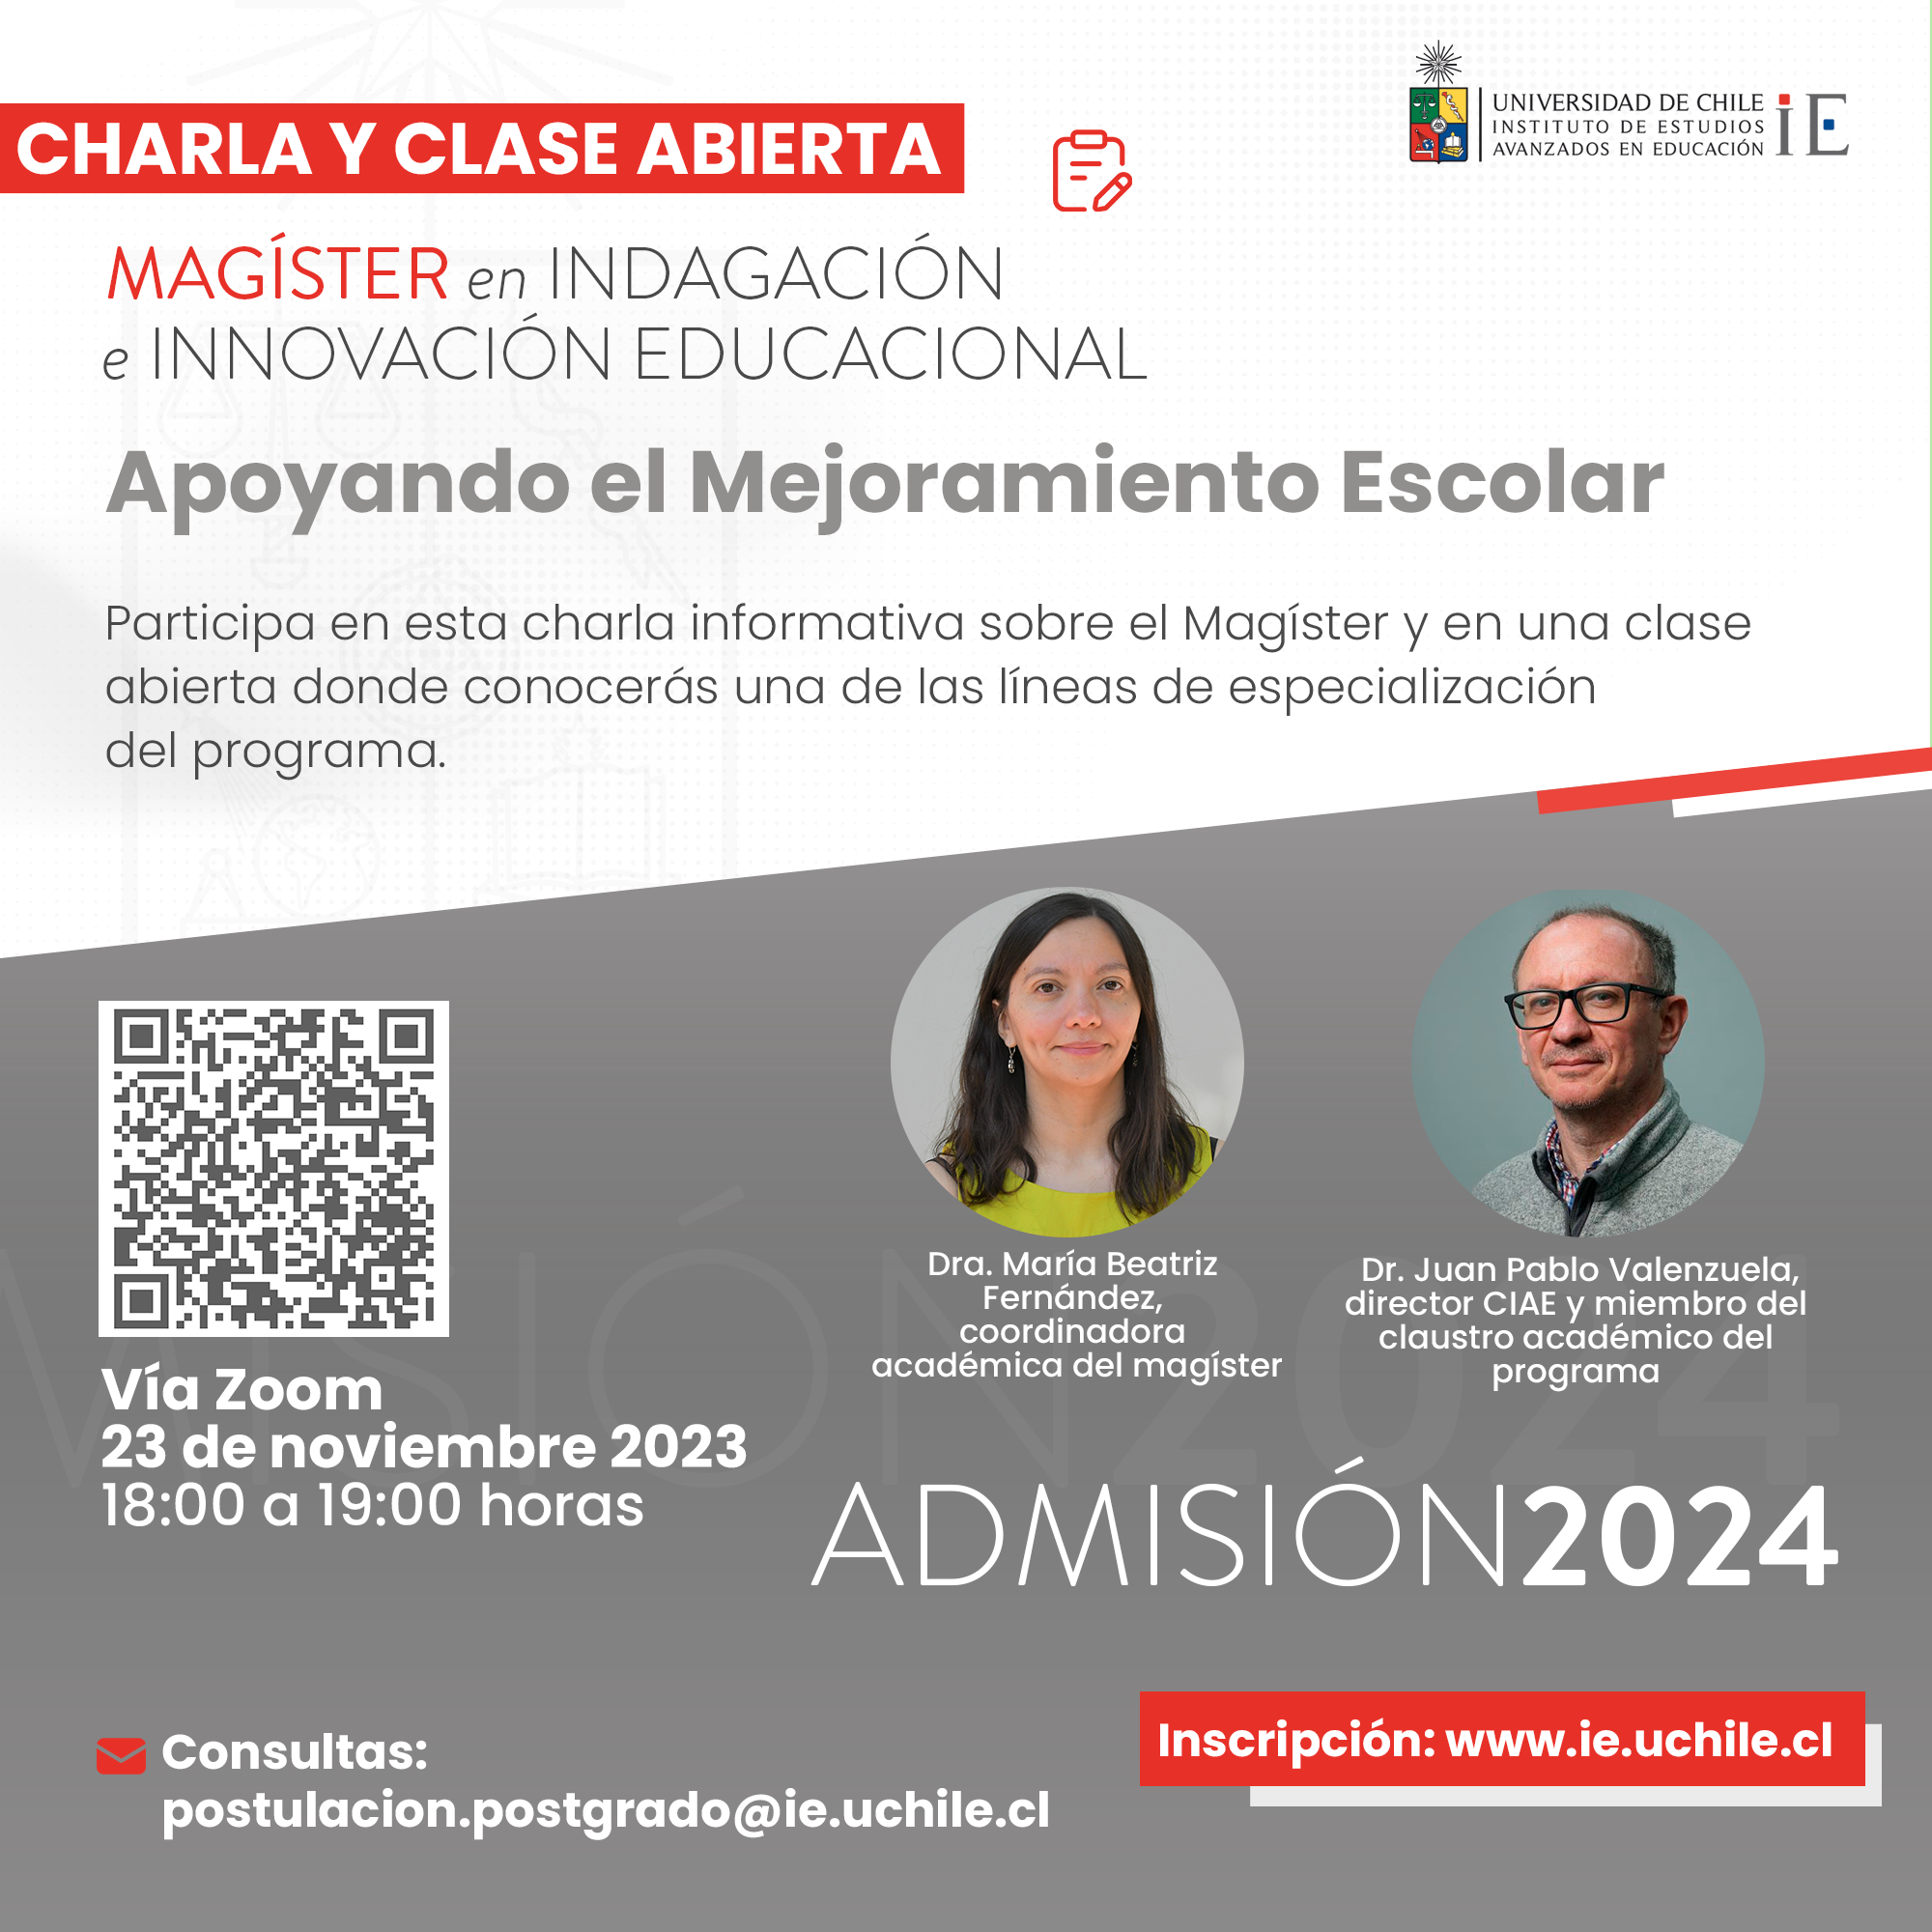 CHARLA Y CLASE ABIERTA
UNIVERSIDAD DE CHILE
INSTITUTO DE ESTUDIOS
AVANZADOS EN EDUCACIÓN
iE
MAGÍSTER en INDAGACIÓN
e INNOVACIÓN EDUCACIONAL
Apoyando el Mejoramiento Escolar
Participa en esta charla informativa sobre el Magíster y en una clase
abierta donde conocerás una de las líneas de especialización
del programa.
Dra. María Beatriz
Fernández,
coordinadora
académica del magíster
Dr. Juan Pablo Valenzuela,
director CIAE y miembro del
claustro académico del
programa
Vía Zoom
23 de noviembre 2023
18:00 a 19:00 horas
MISIÓN2024
ADMISIÓN2024
Consultas:
postulacion.postgrado@ie.uchile.cl
Inscripción: www.ie.uchile.cl